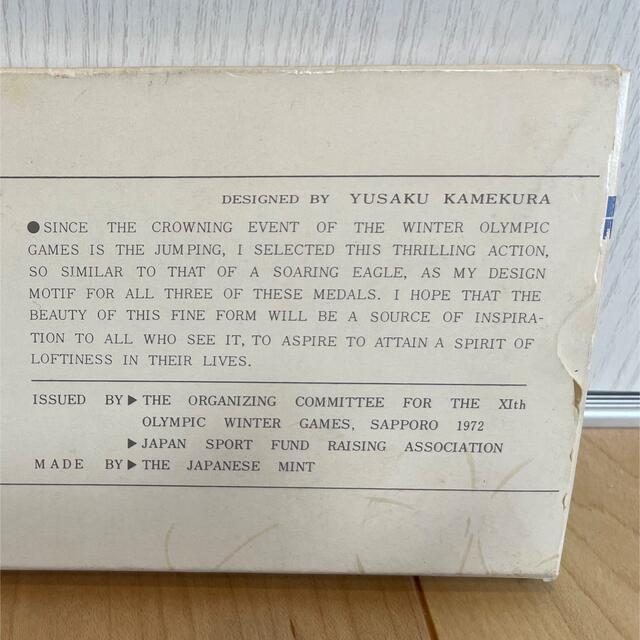 DESIGNED BY YUSAKU KAMEKURA
●SINCE THE CROWNING EVENT OF THE WINTER OLYMPIC
GAMES IS THE JUMPING, I SELECTED THIS THRILLING ACTION,
SO SIMILAR TO THAT OF A SOARING EAGLE, AS MY DESIGN
MOTIF FOR ALL THREE OF THESE MEDALS. I HOPE THAT THE
BEAUTY OF THIS FINE FORM WILL BE A SOURCE OF INSPIRA-
TION TO ALL WHO SEE IT, TO ASPIRE TO ATTAIN A SPIRIT OF
LOFTINESS IN THEIR LIVES.
ISSUED BY▶THE ORGANIZING COMMITTEE FOR THE XIth
OLYMPIC WINTER GAMES, SAPPORO 1972
▶JAPAN SPORT FUND RAISING ASSOCIATION
MADE BY▶THE JAPANESE MINT